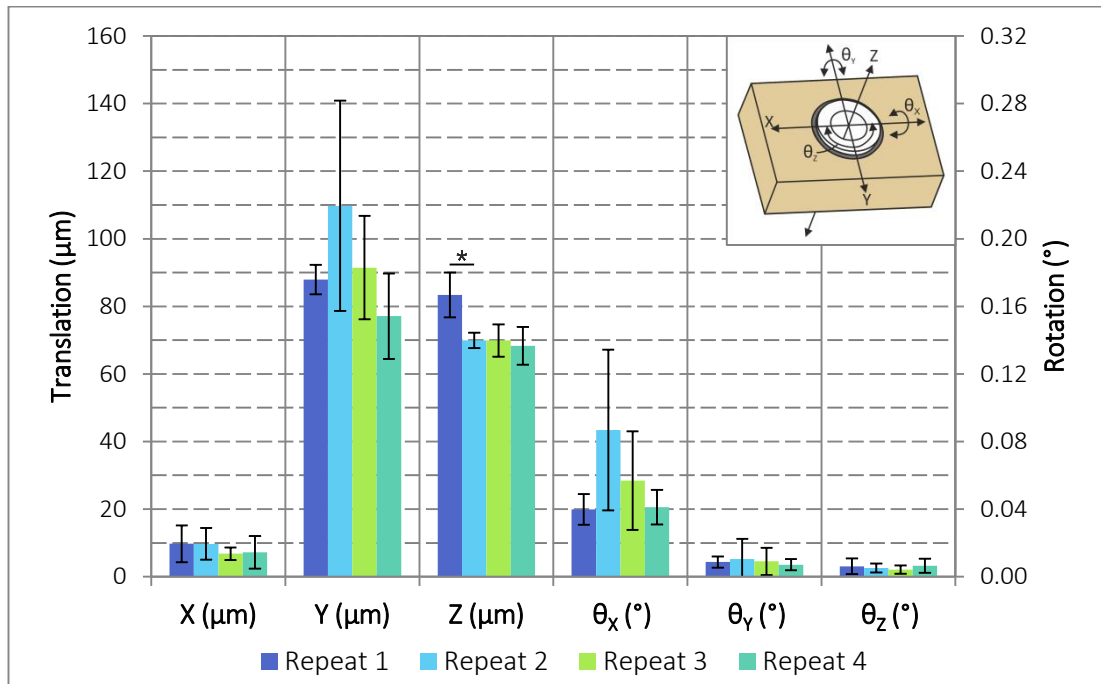 160
140
120
100
80
60
40
20
0
Translation (µm)
0.32
0.28
0.24
0.20
0.16
0.12
0.08
0.04
0.00
Rotation (°)
θY
Z
X
θX
θZ
Y
*
X (µm) Y (µm) Z (µm) θX (°) θY (°) θZ (°)
Repeat 1 Repeat 2 Repeat 3 Repeat 4